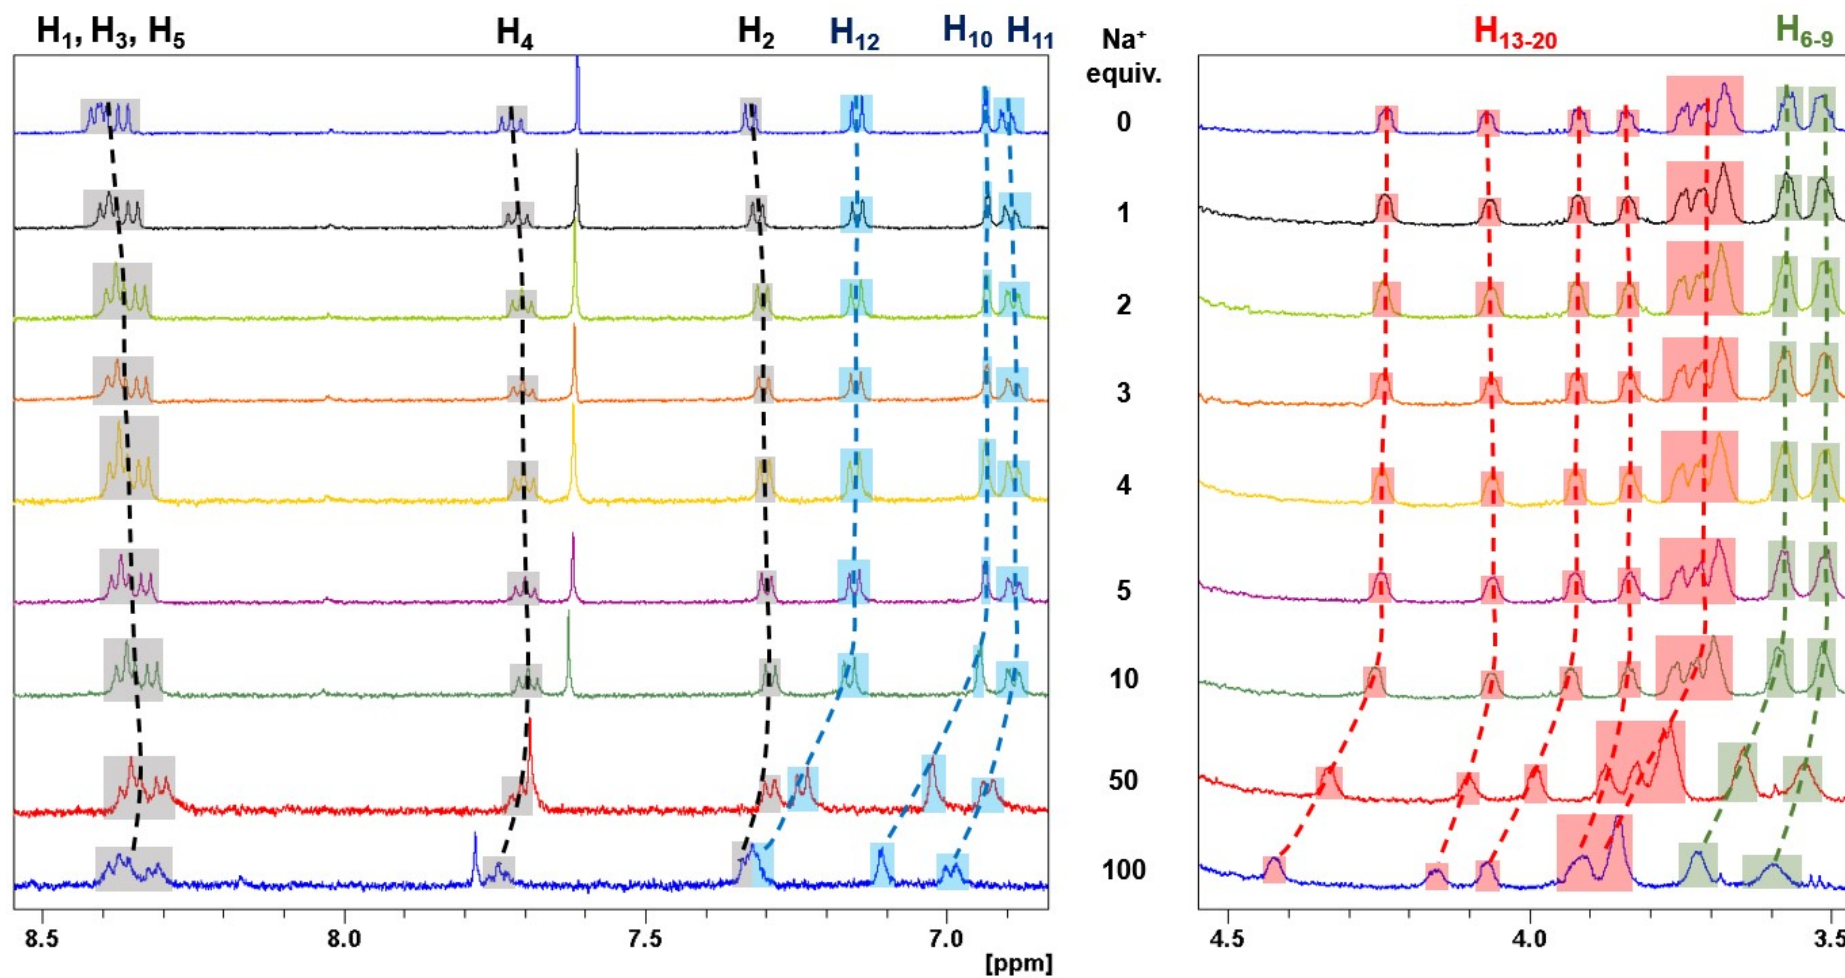 H₁, H₃, H₅ H₄ H₂ H₁₂ H₁₀ H₁₁ Na⁺ H₁₃₋₂₀ H₆₋₉
equiv.
0
1
2
3
4
5
10
50
100
8.5 8.0 7.5 7.0 4.5 4.0 3.5
[ppm]